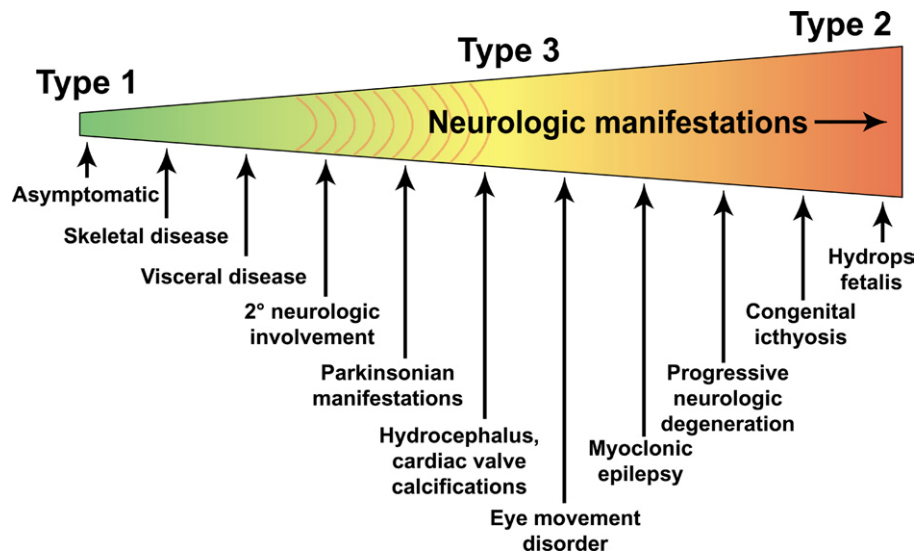 Type 1
Type 3
Type 2
Neurologic manifestations
Asymptomatic
Skeletal disease
Visceral disease
2° neurologic
involvement
Parkinsonian
manifestations
Hydrocephalus,
cardiac valve
calcifications
Eye movement
disorder
Myoclonic
epilepsy
Progressive
neurologic
degeneration
Congenital
icthyosis
Hydrops
fetalis